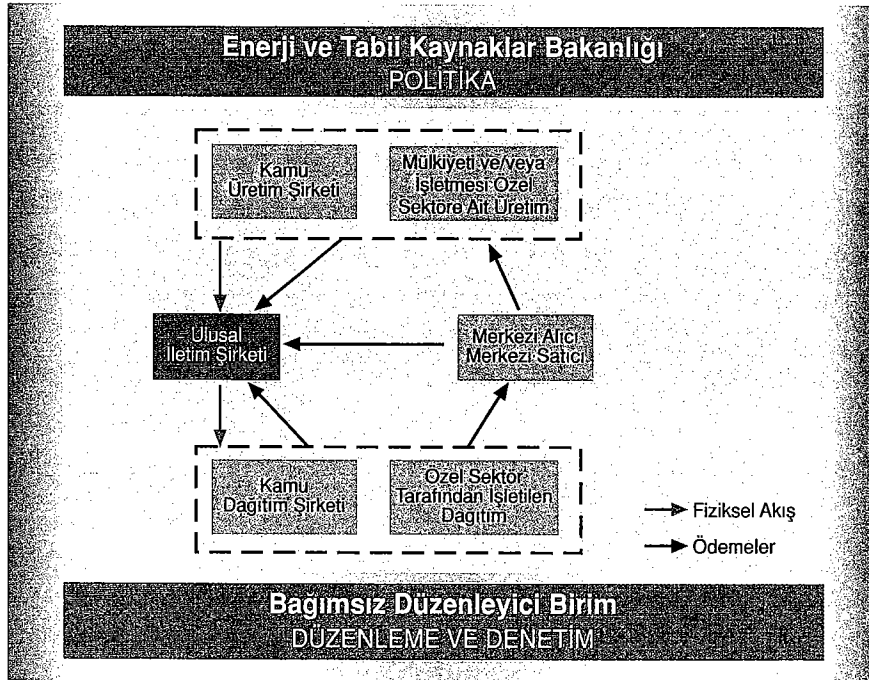 Enerji ve Tabii Kaynaklar Bakanlığı
POLİTİKA
Kamu
Üretim Şirketi
Mülkiyeti ve/veya
İşletmesi Özel
Sektöre Ait Üretim
Ulusal
İletim Şirketi
Merkezi Alıcı
Merkezi Satıcı
Kamu
Dağıtım Şirketi
Özel Sektör
Tarafından İşletilen
Dağıtım
Fiziksel Akış
Ödemeler
Bağımsız Düzenleyici Birim
DÜZENLEME VE DENETİM